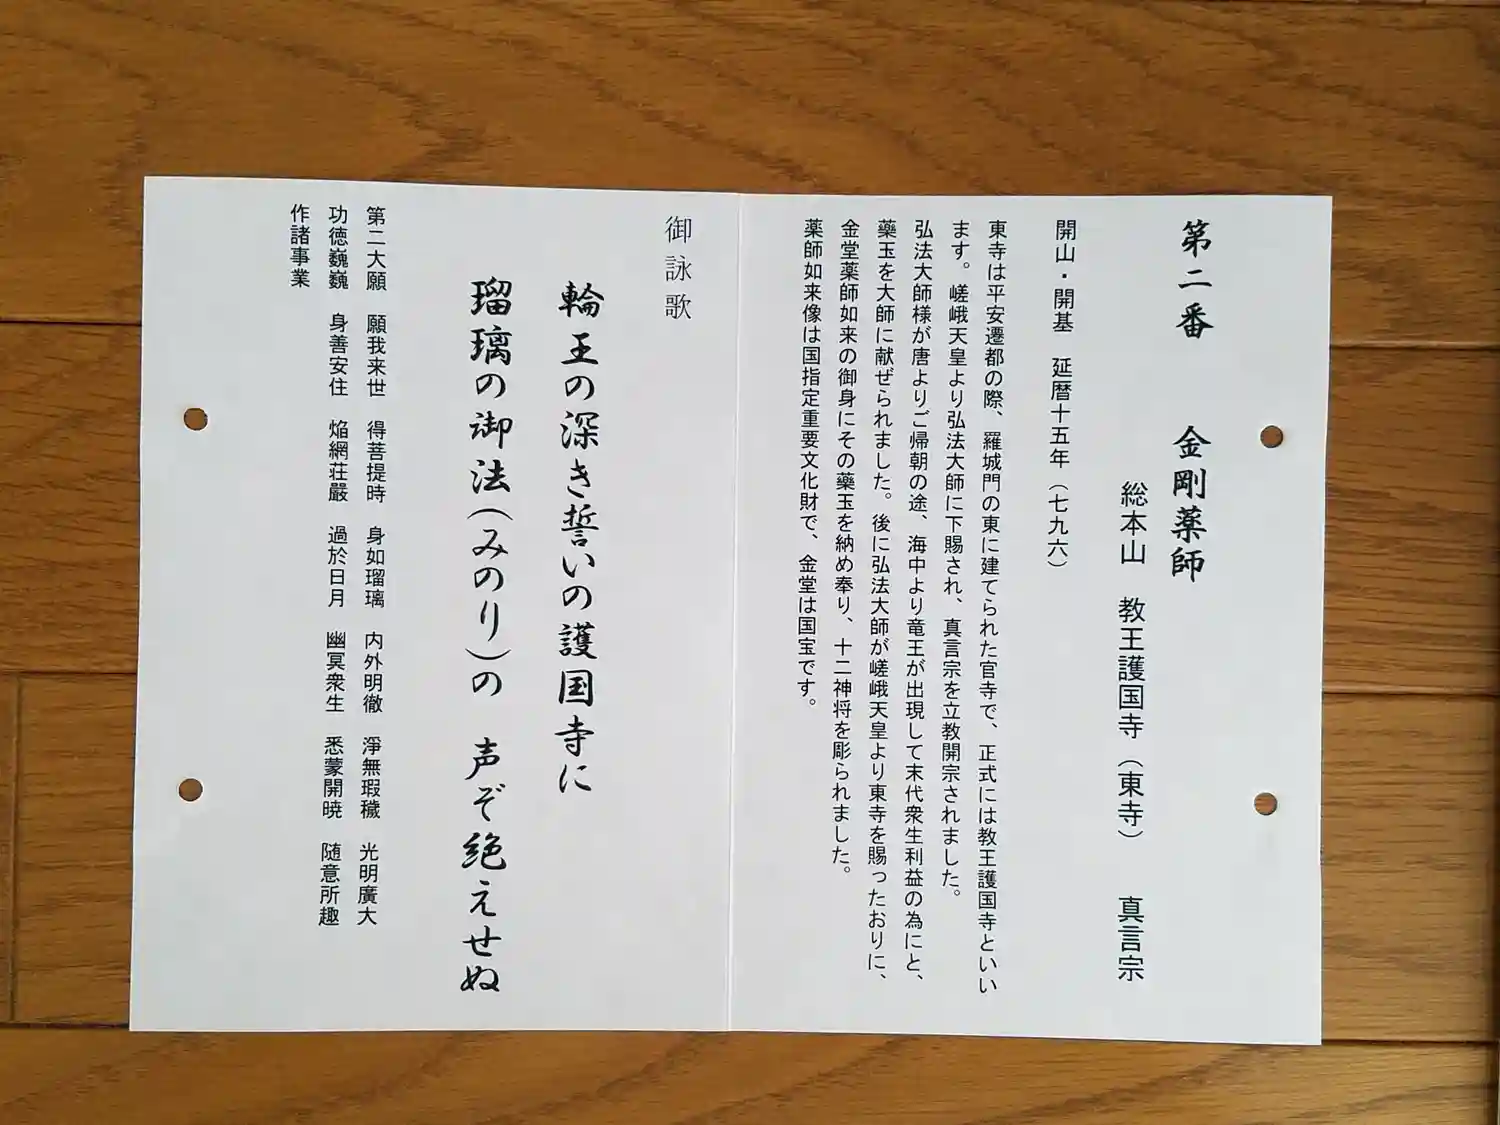 第二番　金剛薬師
総本山　教王護国寺（東寺）　真言宗
開山・開基　延暦十五年（七九六）
東寺は平安遷都の際、羅城門の東に建てられた官寺で、正式には教王護国寺といい
ます。嵯峨天皇より弘法大師に下賜され、真言宗を立教開宗されました。
弘法大師様が唐よりご帰朝の途、海中より竜王が出現して末代衆生利益の為にと、
藥玉を大師に献ぜられました。後に弘法大師が嵯峨天皇より東寺を賜ったおりに、
金堂薬師如来の御身にその藥玉を納め奉り、十二神将を彫られました。
薬師如来像は国指定重要文化財で、金堂は国宝です。
御詠歌
輪王の深き誓いの護国寺に
瑠璃の御法（みのり）の　声ぞ絶えせぬ
第二大願　願我来世　得菩提時　身如瑠璃　内外明徹　淨無瑕穢　光明廣大
功徳巍巍　身善安住　焔網荘嚴　過於日月　幽冥衆生　悉蒙開暁　随意所趣
作諸事業